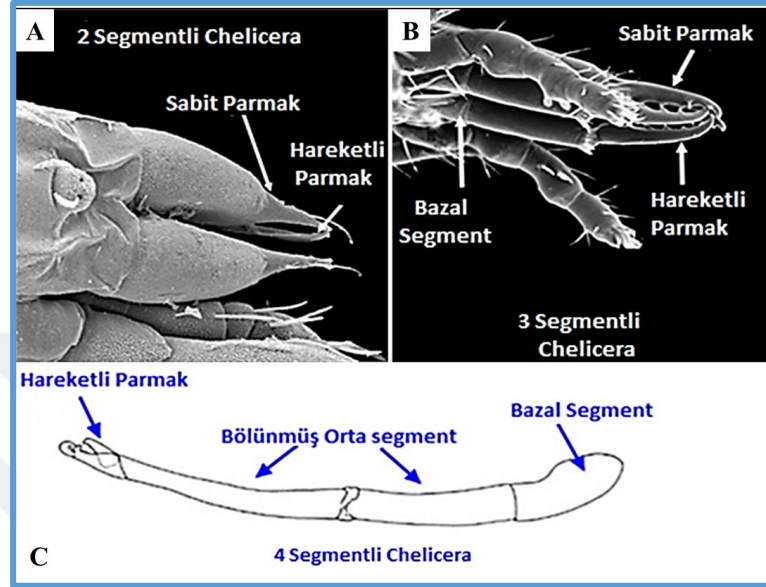 A
2 Segmentli Chelicera
Sabit Parmak
Hareketli
Parmak
B
Sabit Parmak
Bazal
Segment
Hareketli
Parmak
3 Segmentli
Chelicera
Hareketli Parmak
Bölünmüş Orta segment
Bazal Segment
C
4 Segmentli Chelicera